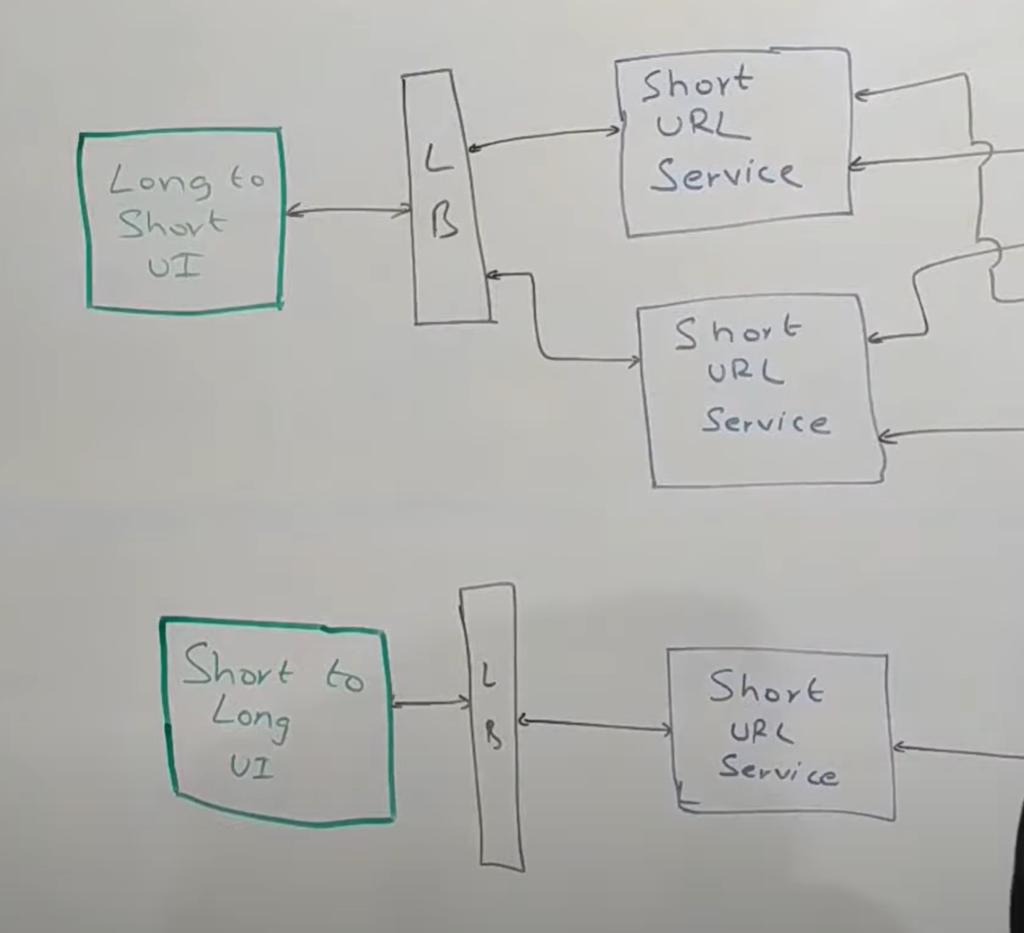 Long to
Short
UI
L
B
Short
URL
Service
Short
URL
Service
Short to
Long
UI
L
B
Short
URL
Service